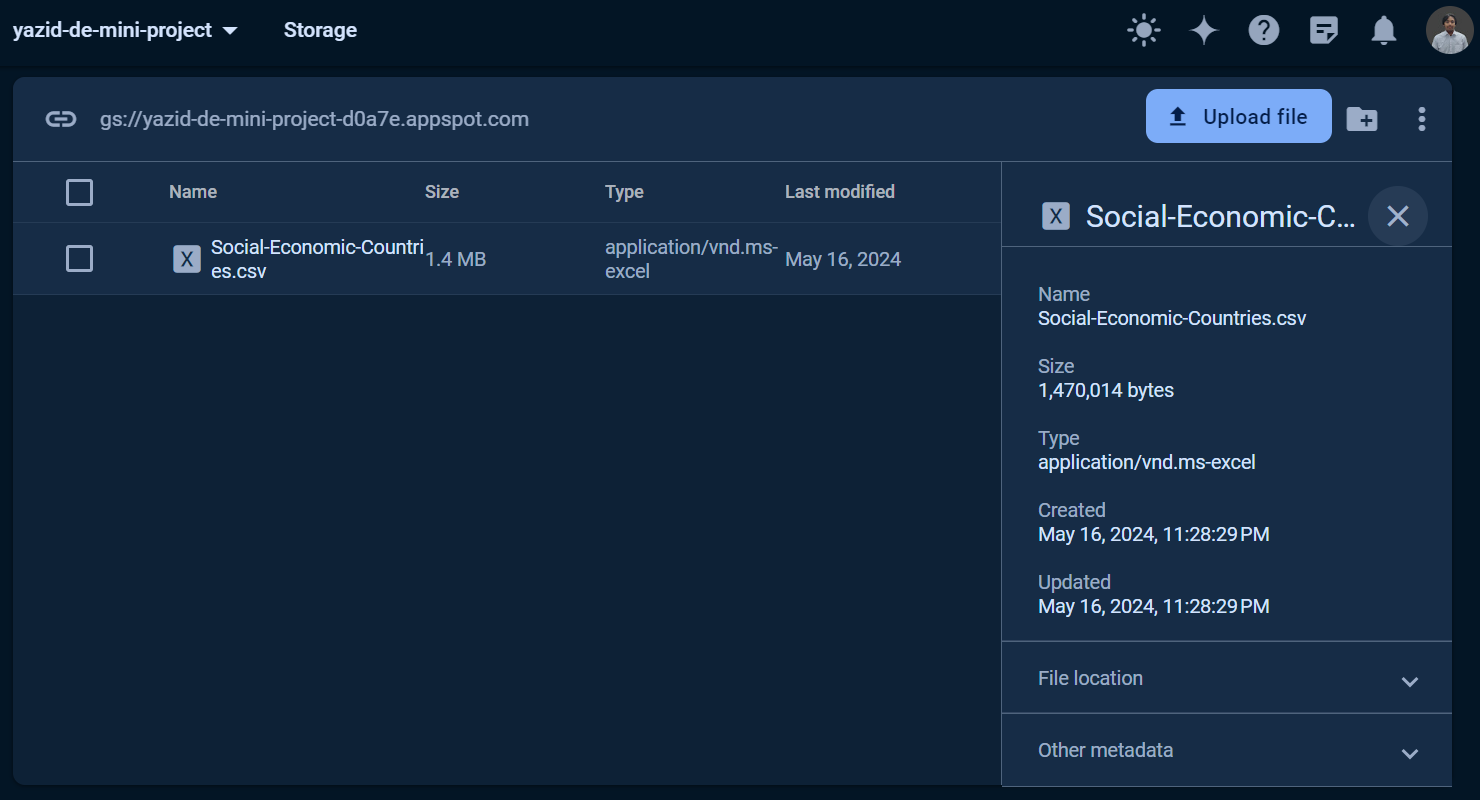 yazid-de-mini-project
Storage
gs://yazid-de-mini-project-d0a7e.appspot.com
Upload file
Name Size Type Last modified
Social-Economic-Countri
es.csv
1.4 MB
application/vnd.ms-
excel
May 16, 2024
X Social-Economic-C...
Name
Social-Economic-Countries.csv
Size
1,470,014 bytes
Type
application/vnd.ms-excel
Created
May 16, 2024, 11:28:29 PM
Updated
May 16, 2024, 11:28:29 PM
File location
Other metadata